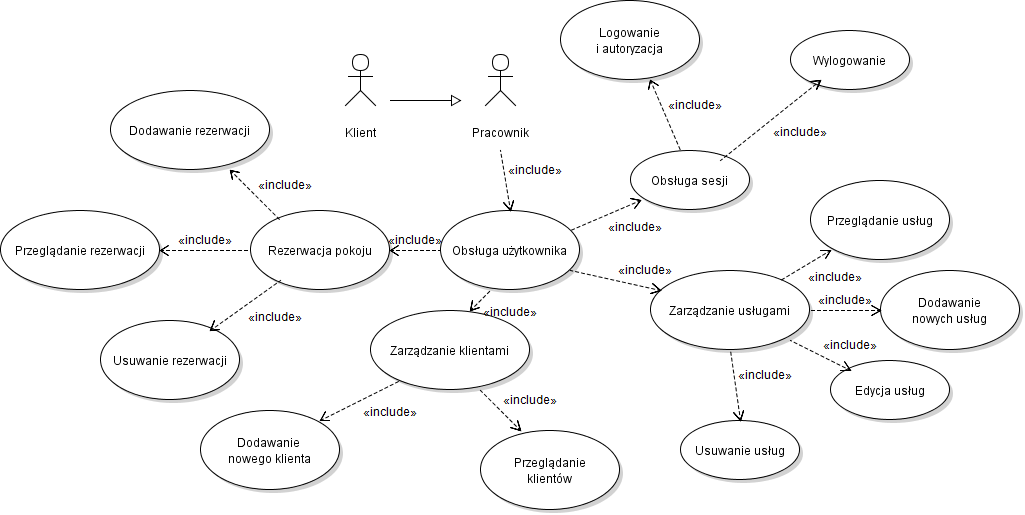 Logowanie
i autoryzacja
Wylogowanie
«include»
«include»
Klient
Pracownik
Dodawanie rezerwacji
«include»
«include»
Obsługa sesji
«include»
Przeglądanie rezerwacji
«include»
Rezerwacja pokoju
«include»
Obsługa użytkownika
«include»
Przeglądanie usług
«include»
«include»
Zarządzanie usługami
«include»
Dodawanie
nowych usług
«include»
«include»
Usuwanie rezerwacji
Zarządzanie klientami
«include»
«include»
Edycja usług
«include»
«include»
Dodawanie
nowego klienta
Przeglądanie
klientów
Usuwanie usług